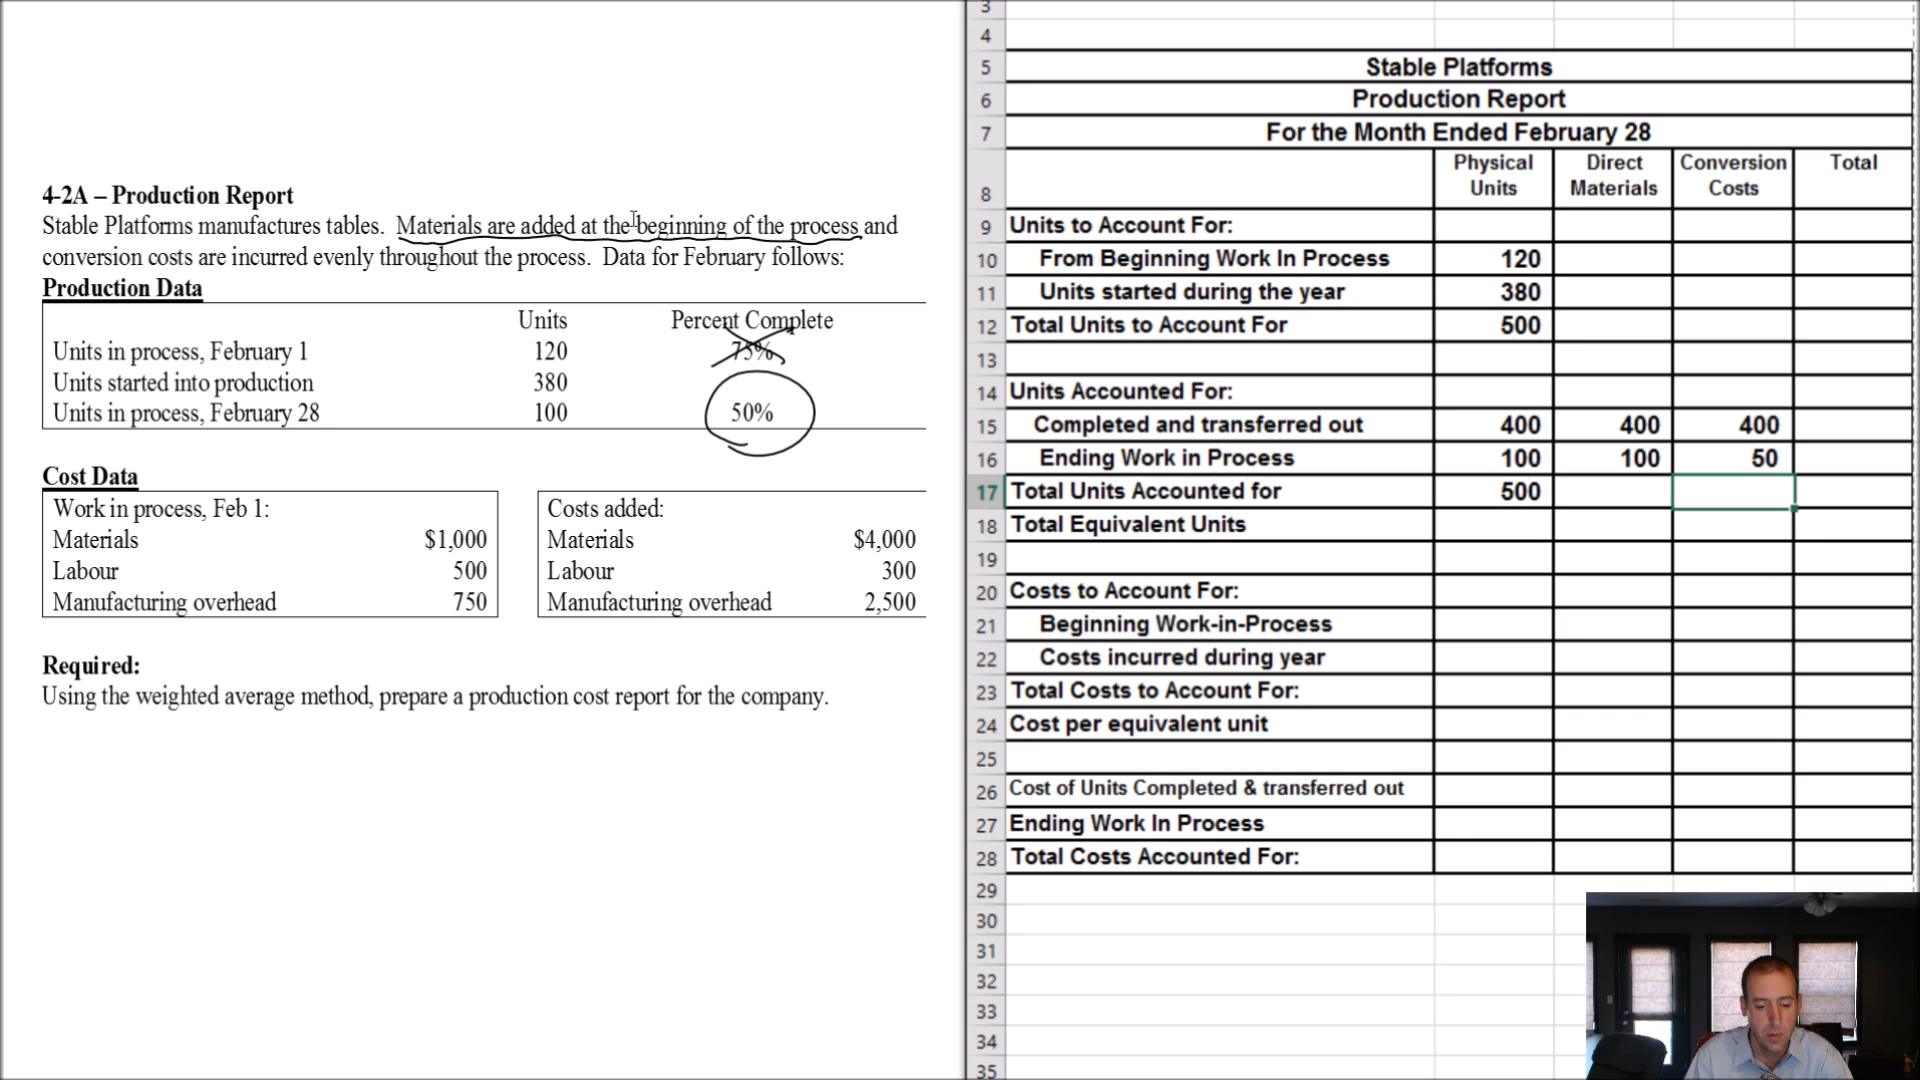 4-2A – Production Report
Stable Platforms manufactures tables. Materials are added at the beginning of the process and
conversion costs are incurred evenly throughout the process. Data for February follows:
Production Data
Units Percent Complete
Units in process, February 1 120 75%
Units started into production 380
Units in process, February 28 100 50%
Cost Data
Work in process, Feb 1:
Materials $1,000
Labour 500
Manufacturing overhead 750
Costs added:
Materials $4,000
Labour 300
Manufacturing overhead 2,500
Required:
Using the weighted average method, prepare a production cost report for the company.
3
4
5 Stable Platforms
6 Production Report
7 For the Month Ended February 28
8 Physical Units Direct Materials Conversion Costs Total
9 Units to Account For:
10 From Beginning Work In Process 120
11 Units started during the year 380
12 Total Units to Account For 500
13
14 Units Accounted For:
15 Completed and transferred out 400 400 400
16 Ending Work in Process 100 100 50
17 Total Units Accounted for 500
18 Total Equivalent Units
19
20 Costs to Account For:
21 Beginning Work-in-Process
22 Costs incurred during year
23 Total Costs to Account For:
24 Cost per equivalent unit
25
26 Cost of Units Completed & transferred out
27 Ending Work In Process
28 Total Costs Accounted For:
29
30
31
32
33
34
35